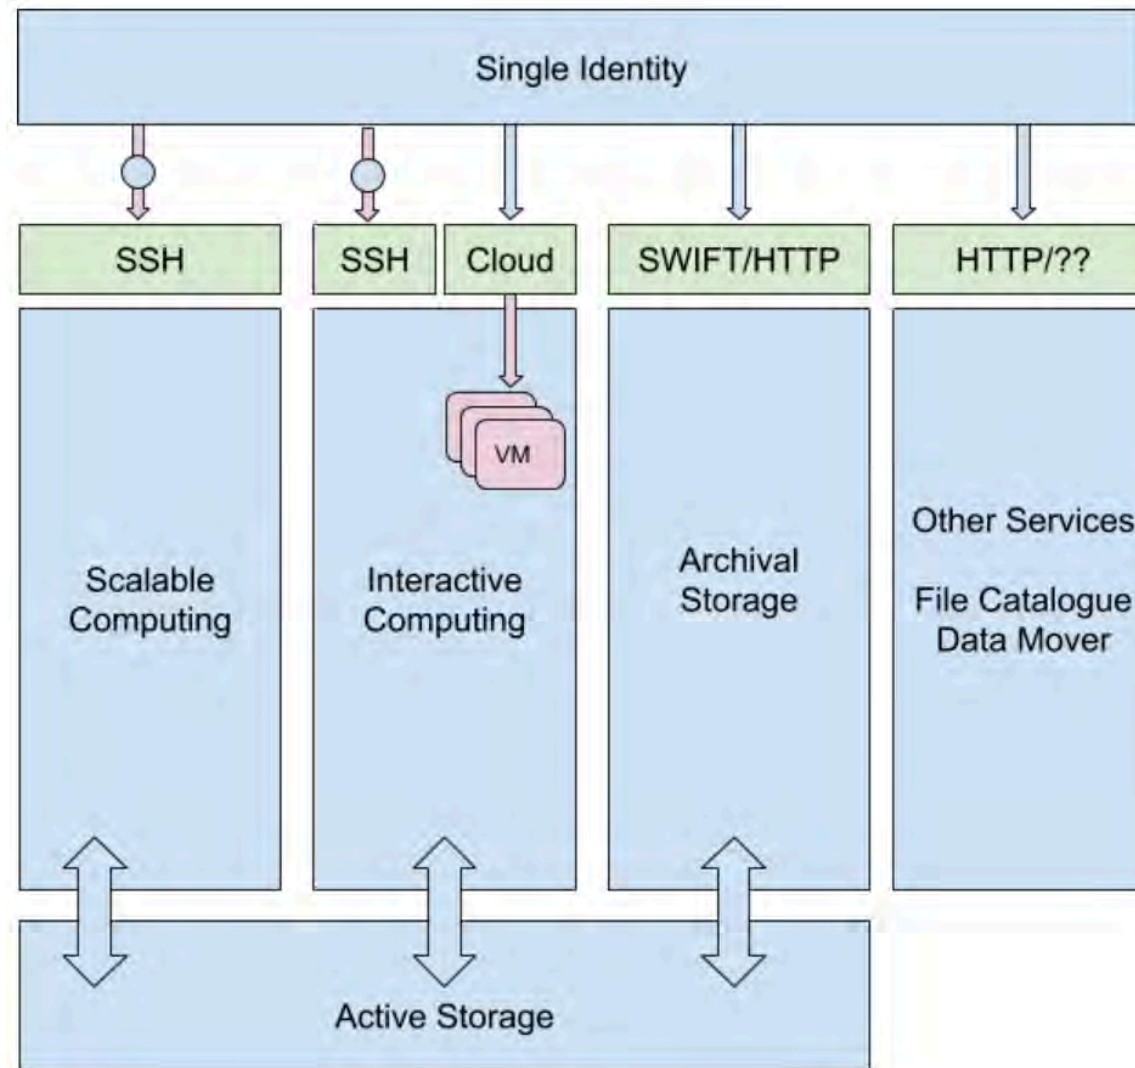 Single Identity
SSH
SSH
Cloud
SWIFT/HTTP
HTTP/??
VM
Scalable
Computing
Interactive
Computing
Archival
Storage
Other Services
File Catalogue
Data Mover
Active Storage